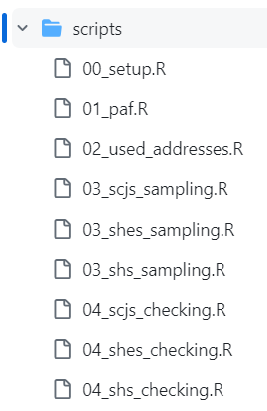 scripts
00_setup.R
01_paf.R
02_used_addresses.R
03_scjs_sampling.R
03_shes_sampling.R
03_shs_sampling.R
04_scjs_checking.R
04_shes_checking.R
04_shs_checking.R